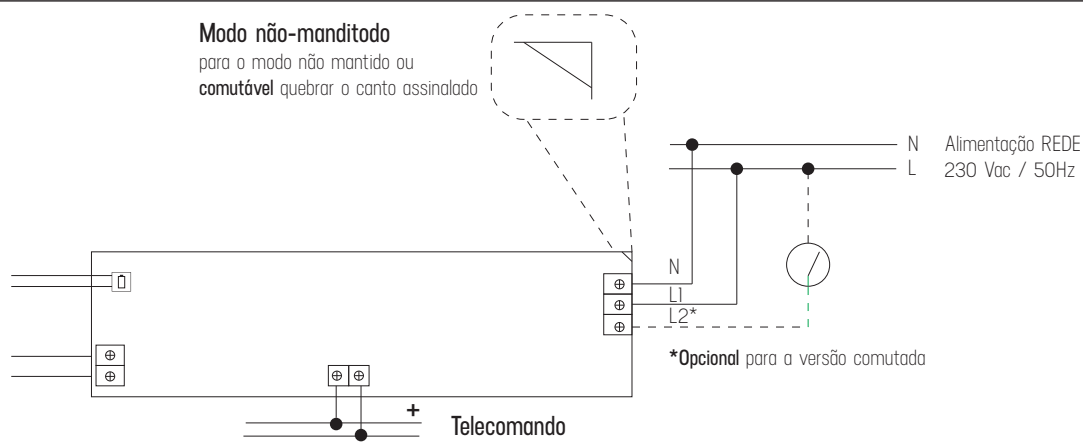 Modo não-manditodo
para o modo não mantido ou
comutável quebrar o canto assinalado
N Alimentação REDE
L 230 Vac / 50Hz
N
L1
L2*
*Opcional para a versão comutada
+
Telecomando